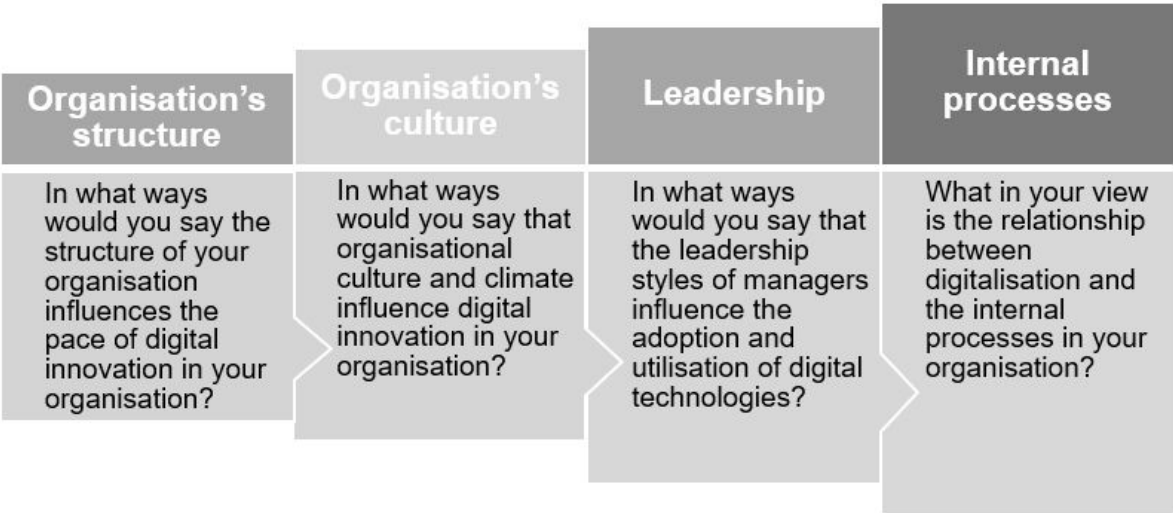 Organisation's
structure
In what ways
would you say the
structure of your
organisation
influences the
pace of digital
innovation in your
organisation?
Organisation's
culture
In what ways
would you say that
organisational
culture and climate
influence digital
innovation in your
organisation?
Leadership
In what ways
would you say that
the leadership
styles of managers
influence the
adoption and
utilisation of digital
technologies?
Internal
processes
What in your view
is the relationship
between
digitalisation and
the internal
processes in your
organisation?